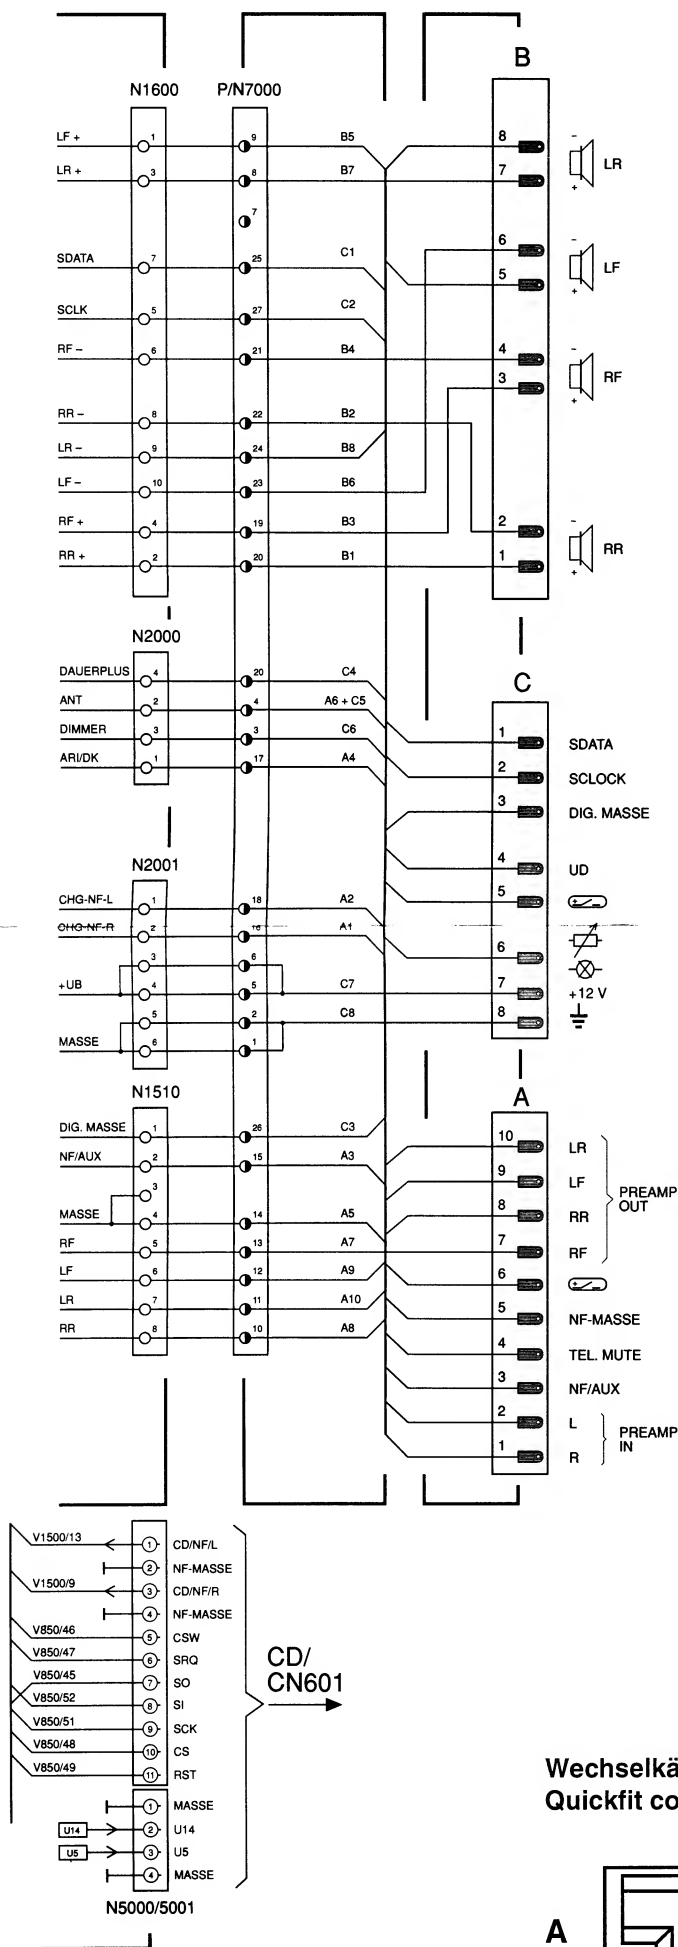 B
N1600 P/N7000
LF + 1 9 B5 8
LR + 3 8 B7 7
− + LR
7
SDATA 7 25 C1 6
− + LF
5
SCLK 5 27 C2
RF − 6 21 B4 4
− + RF
3
RR − 8 22 B2
LR − 9 24 B8
LF − 10 23 B6
RF + 4 19 B3 2
− + RR
RR + 2 20 B1 1
N2000
DAUERPLUS 4 20 C4
C
ANT 2 4 A6 + C5
DIMMER 3 3 C6 1 SDATA
ARI/DK 1 17 A4 2 SCLOCK
3 DIG. MASSE
N2001
4 UD
CHG-NF-L 1 18 A2 5
+ −
CHG-NF-R 2 16 A1
3 6 6
+UB 4 5 C7 7 +12 V
5 2 C8 8
MASSE 6 1
N1510
A
DIG. MASSE 1 26 C3 10 LR
NF/AUX 2 15 A3 9 LF
PREAMP
OUT
3 8 RR
MASSE 4 14 A5
RF 5 13 A7 7 RF
LF 6 12 A9 6
+ −
LR 7 11 A10 5 NF-MASSE
RR 8 10 A8 4 TEL. MUTE
3 NF/AUX
2 L
PREAMP
IN
1 R
V1500/13 1 CD/NF/L
2 NF-MASSE
V1500/9 3 CD/NF/R
4 NF-MASSE
V850/46 5 CSW
V850/47 6 SRQ
V850/45 7 SO
V850/52 8 SI
V850/51 9 SCK
V850/48 10 CS
V850/49 11 RST
CD/
CN601
1 MASSE
U14 2 U14
U5 3 U5
4 MASSE
N5000/5001
Wechselkä
Quickfit co
A